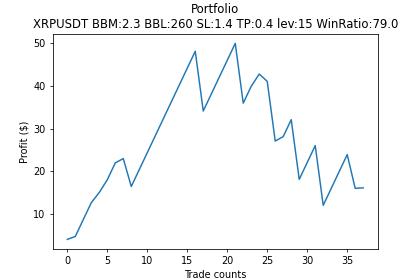 Portfolio
XRPUSDT BBM:2.3 BBL:260 SL:1.4 TP:0.4 lev:15 WinRatio:79.0
50
40
30
20
10
Profit ($)
0 5 10 15 20 25 30 35
Trade counts